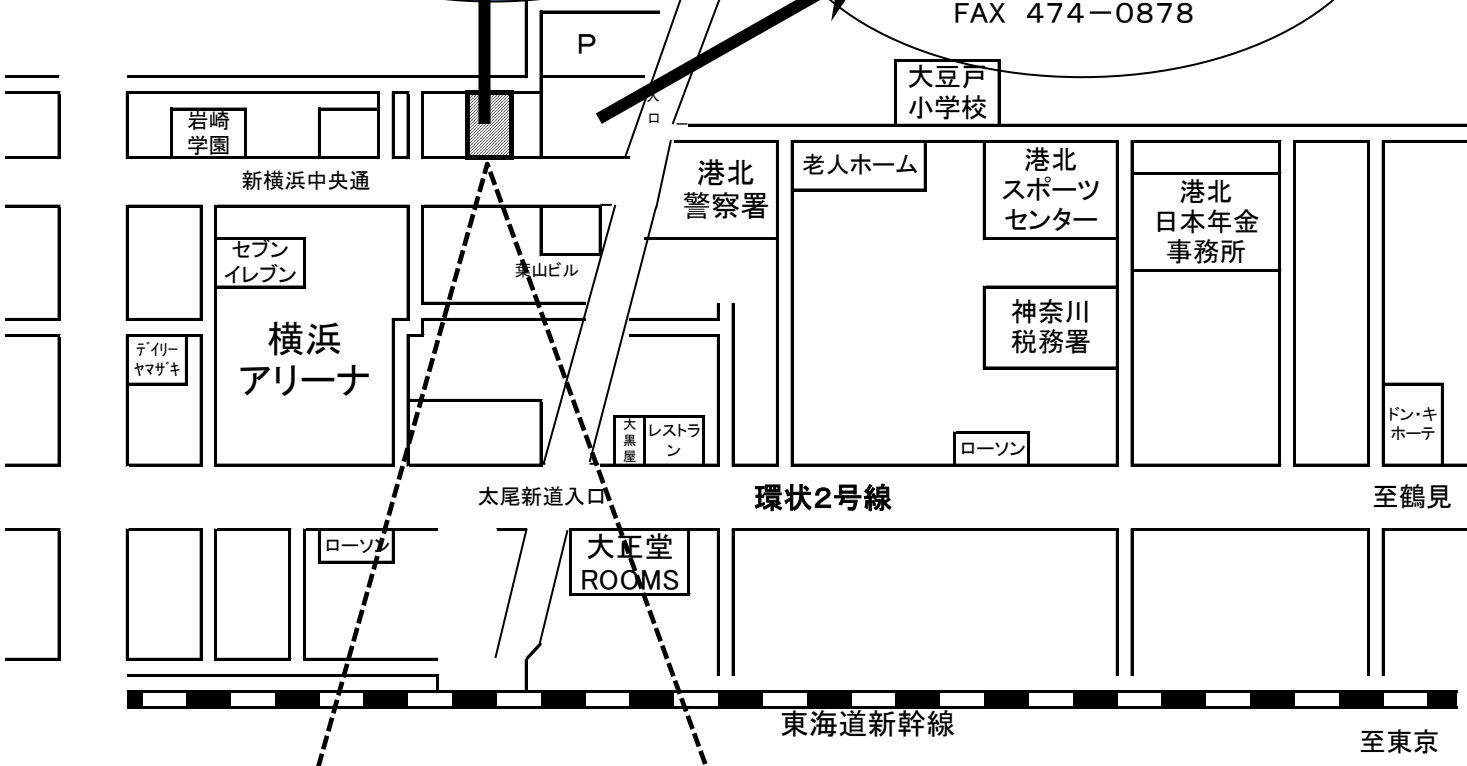 FAX 474－0878
P
大豆戸
小学校
入
口
岩崎
学園
新横浜中央通
港北
警察署
老人ホーム
港北
スポーツ
センター
港北
日本年金
事務所
セブン
イレブン
葉山ビル
横浜
アリーナ
神奈川
税務署
デイリー
ヤマザキ
大
黒
屋
レストラ
ン
ローソン
ドン・キ
ホーテ
太尾新道入口
環状２号線
至鶴見
ローソン
大正堂
ROOMS
東海道新幹線
至東京